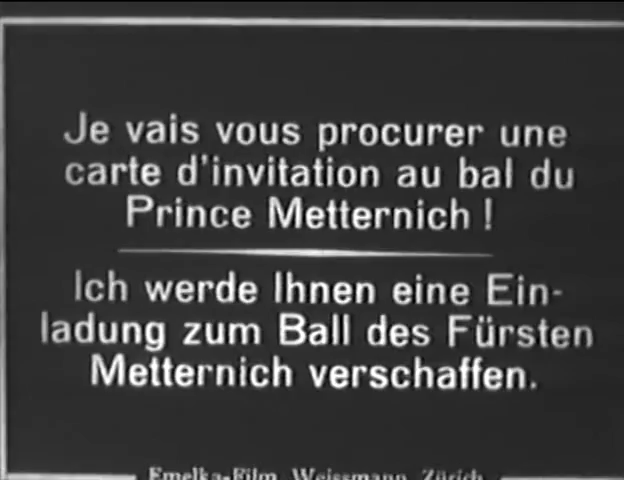 Je vais vous procurer une
carte d'invitation au bal du
Prince Metternich !
Ich werde Ihnen eine Ein-
ladung zum Ball des Fürsten
Metternich verschaffen.
Emelka-Film Weissmann Zürich